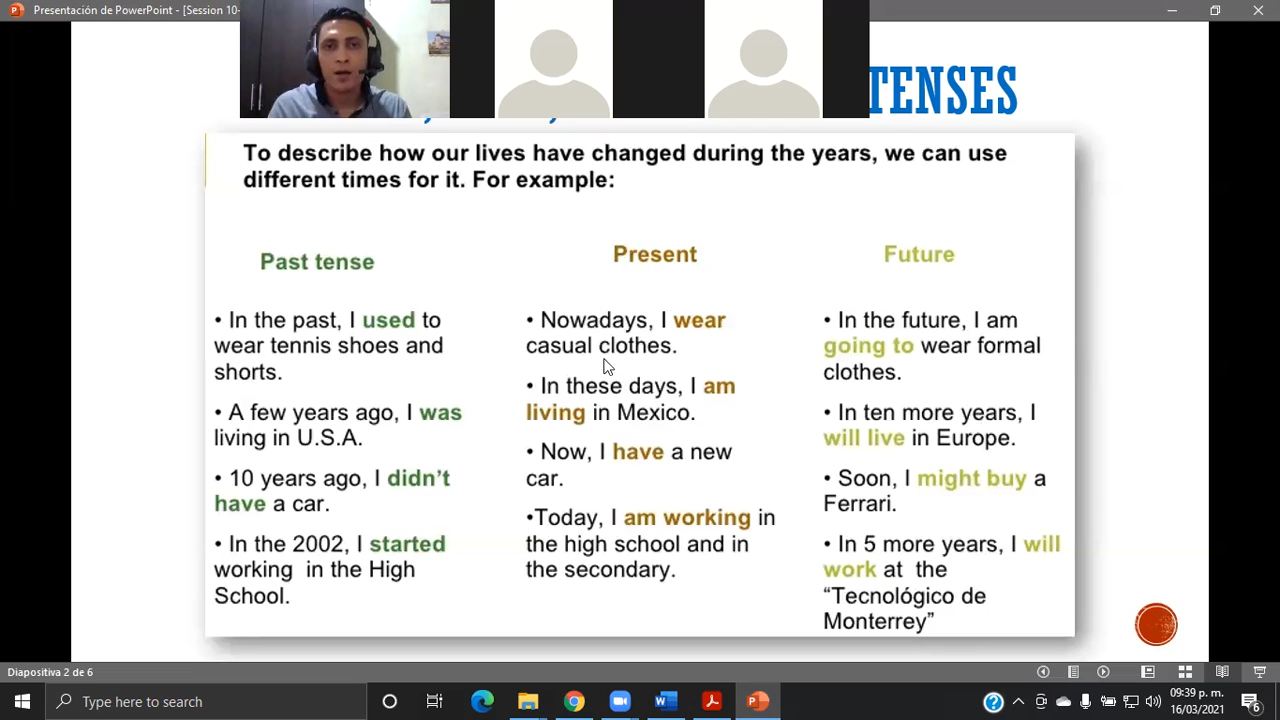 Presentación de PowerPoint - [Session 10-
TENSES
To describe how our lives have changed during the years, we can use
different times for it. For example:
Past tense
• In the past, I used to
wear tennis shoes and
shorts.
• A few years ago, I was
living in U.S.A.
• 10 years ago, I didn't
have a car.
• In the 2002, I started
working in the High
School.
Present
• Nowadays, I wear
casual clothes.
• In these days, I am
living in Mexico.
• Now, I have a new
car.
•Today, I am working in
the high school and in
the secondary.
Future
• In the future, I am
going to wear formal
clothes.
• In ten more years, I
will live in Europe.
• Soon, I might buy a
Ferrari.
• In 5 more years, I will
work at the
“Tecnológico de
Monterrey”
Diapositiva 2 de 6
Type here to search
09:39 p. m.
16/03/2021
6